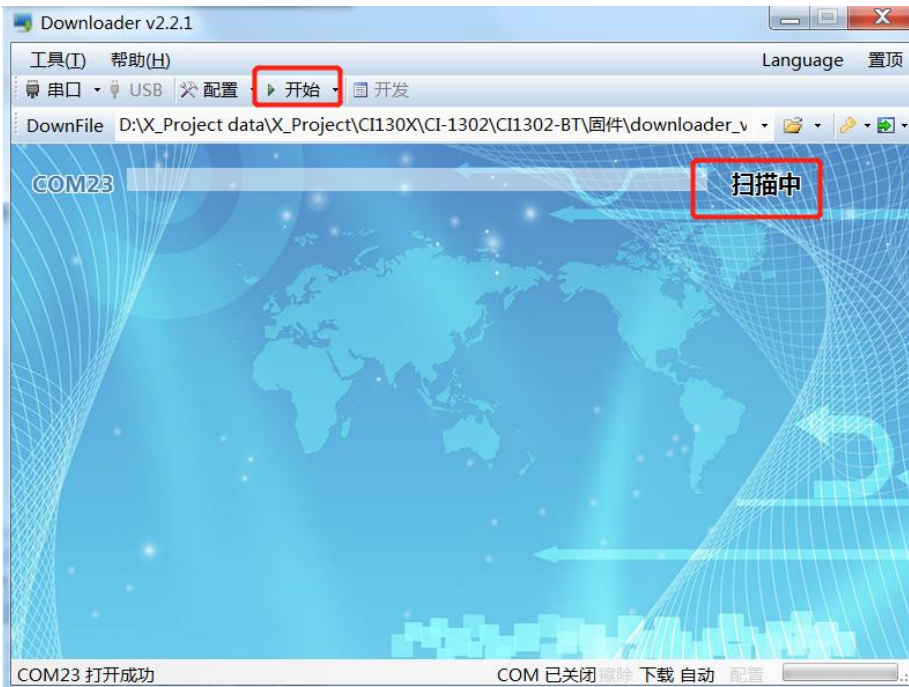 Downloader v2.2.1
工具(T) 帮助(H) Language 置顶
串口 USB 配置 开始 开发
DownFile D:\X_Project data\X_Project\CI130X\CI-1302\CI1302-BT\固件\downloader_v
COM23 扫描中
COM23 打开成功 COM 已关闭 擦除 下载 自动 配置